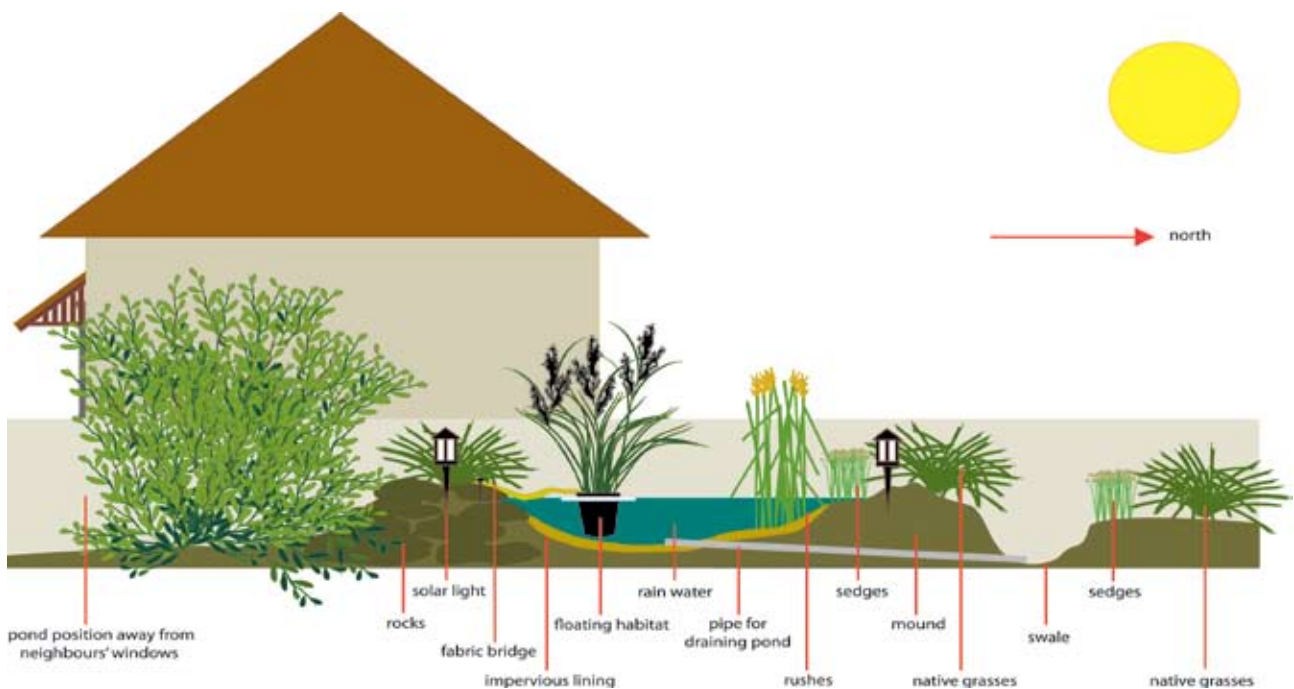 north
pond position away from
neighbours' windows
rocks
solar light
fabric bridge
impervious lining
floating habitat
rain water
pipe for
draining pond
rushes
sedges
mound
native grasses
swale
sedges
native grasses